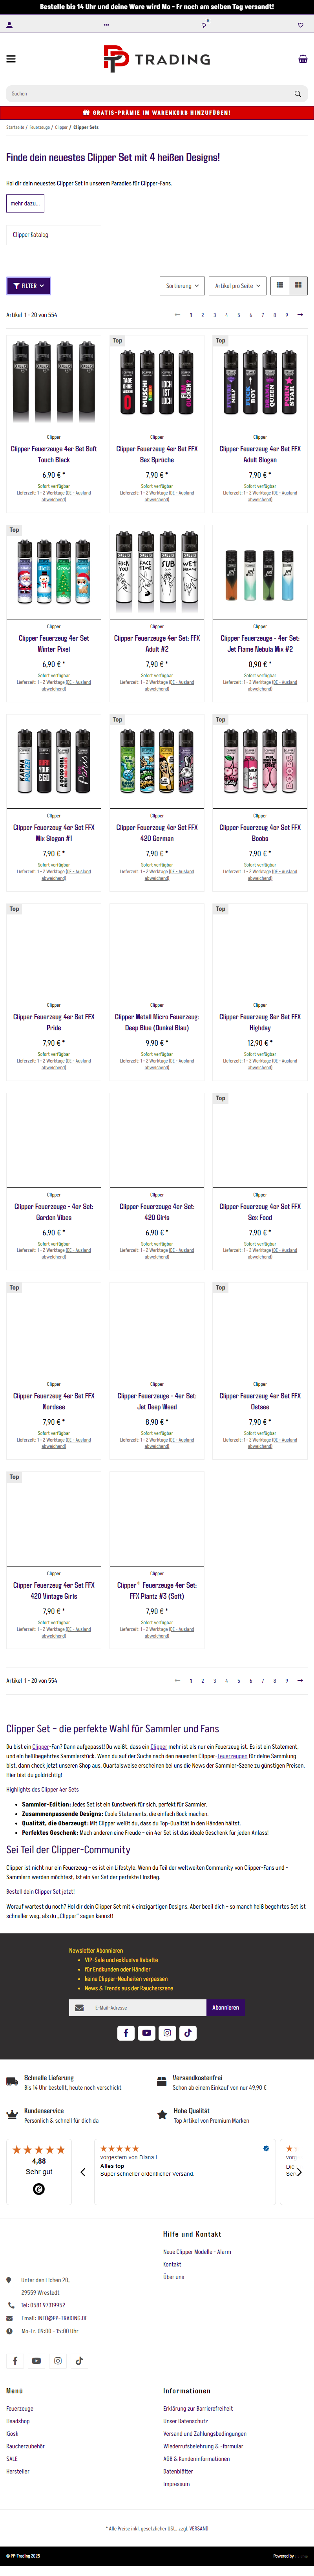 Bestelle bis 14 Uhr und deine Ware wird Mo - Fr noch am selben Tag versandt!
0
PP TRADING
Suchen
GRATIS-PRÄMIE IM WARENKORB HINZUFÜGEN!
Startseite / Feuerzeuge / Clipper / Clipper Sets
Finde dein neuestes Clipper Set mit 4 heißen Designs!
Hol dir dein neuestes Clipper Set in unserem Paradies für Clipper-Fans.
mehr dazu...
Clipper Katalog
FILTER
Sortierung
Artikel pro Seite
Artikel 1 - 20 von 554
1 2 3 4 5 6 7 8 9
Clipper
Clipper Feuerzeuge 4er Set Soft Touch Black
6,90 € *
Sofort verfügbar
Lieferzeit: 1 - 2 Werktage (DE - Ausland abweichend)
Top
Clipper
Clipper Feuerzeug 4er Set FFX Sex Sprüche
7,90 € *
Sofort verfügbar
Lieferzeit: 1 - 2 Werktage (DE - Ausland abweichend)
Top
Clipper
Clipper Feuerzeug 4er Set FFX Adult Slogan
7,90 € *
Sofort verfügbar
Lieferzeit: 1 - 2 Werktage (DE - Ausland abweichend)
Top
Clipper
Clipper Feuerzeug 4er Set Winter Pixel
6,90 € *
Sofort verfügbar
Lieferzeit: 1 - 2 Werktage (DE - Ausland abweichend)
FUCK YOU
FACE TIME
SUB
WET DREAMS
Clipper
Clipper Feuerzeuge 4er Set: FFX Adult #2
7,90 € *
Sofort verfügbar
Lieferzeit: 1 - 2 Werktage (DE - Ausland abweichend)
Clipper
Clipper Feuerzeuge - 4er Set: Jet Flame Nebula Mix #2
8,90 € *
Sofort verfügbar
Lieferzeit: 1 - 2 Werktage (DE - Ausland abweichend)
Paris
Clipper
Clipper Feuerzeug 4er Set FFX Mix Slogan #1
7,90 € *
Sofort verfügbar
Lieferzeit: 1 - 2 Werktage (DE - Ausland abweichend)
Top
Clipper
Clipper Feuerzeug 4er Set FFX 420 German
7,90 € *
Sofort verfügbar
Lieferzeit: 1 - 2 Werktage (DE - Ausland abweichend)
Top
BOOBS
Clipper
Clipper Feuerzeug 4er Set FFX Boobs
7,90 € *
Sofort verfügbar
Lieferzeit: 1 - 2 Werktage (DE - Ausland abweichend)
Top
Clipper
Clipper Feuerzeug 4er Set FFX Pride
7,90 € *
Sofort verfügbar
Lieferzeit: 1 - 2 Werktage (DE - Ausland abweichend)
Clipper
Clipper Metall Micro Feuerzeug: Deep Blue (Dunkel Blau)
9,90 € *
Sofort verfügbar
Lieferzeit: 1 - 2 Werktage (DE - Ausland abweichend)
Top
Clipper
Clipper Feuerzeug 8er Set FFX Highday
12,90 € *
Sofort verfügbar
Lieferzeit: 1 - 2 Werktage (DE - Ausland abweichend)
Clipper
Clipper Feuerzeuge - 4er Set: Garden Vibes
6,90 € *
Sofort verfügbar
Lieferzeit: 1 - 2 Werktage (DE - Ausland abweichend)
Clipper
Clipper Feuerzeuge 4er Set: 420 Girls
6,90 € *
Sofort verfügbar
Lieferzeit: 1 - 2 Werktage (DE - Ausland abweichend)
Top
Clipper
Clipper Feuerzeug 4er Set FFX Sex Food
7,90 € *
Sofort verfügbar
Lieferzeit: 1 - 2 Werktage (DE - Ausland abweichend)
Top
Clipper
Clipper Feuerzeug 4er Set FFX Nordsee
7,90 € *
Sofort verfügbar
Lieferzeit: 1 - 2 Werktage (DE - Ausland abweichend)
Clipper
Clipper Feuerzeuge - 4er Set: Jet Deep Weed
8,90 € *
Sofort verfügbar
Lieferzeit: 1 - 2 Werktage (DE - Ausland abweichend)
Top
Clipper
Clipper Feuerzeug 4er Set FFX Ostsee
7,90 € *
Sofort verfügbar
Lieferzeit: 1 - 2 Werktage (DE - Ausland abweichend)
Top
Clipper
Clipper Feuerzeug 4er Set FFX 420 Vintage Girls
7,90 € *
Sofort verfügbar
Lieferzeit: 1 - 2 Werktage (DE - Ausland abweichend)
Clipper
Clipper® Feuerzeuge 4er Set: FFX Plantz #3 (Soft)
7,90 € *
Sofort verfügbar
Lieferzeit: 1 - 2 Werktage (DE - Ausland abweichend)
Artikel 1 - 20 von 554
1 2 3 4 5 6 7 8 9
Clipper Set – die perfekte Wahl für Sammler und Fans
Du bist ein Clipper-Fan? Dann aufgepasst! Du weißt, dass ein Clipper mehr ist als nur ein Feuerzeug ist. Es ist ein Statement, und ein heißbegehrtes Sammlerstück. Wenn du auf der Suche nach den neuesten Clipper-Feuerzeugen für deine Sammlung bist, dann check jetzt unseren Shop aus. Quartalsweise erscheinen bei uns die News der Sammler-Szene zu günstigen Preisen. Hier bist du goldrichtig!
Highlights des Clipper 4er Sets
Sammler-Edition: Jedes Set ist ein Kunstwerk für sich, perfekt für Sammler.
Zusammenpassende Designs: Coole Statements, die einfach Bock machen.
Qualität, die überzeugt: Mit Clipper weißt du, dass du Top-Qualität in den Händen hältst.
Perfektes Geschenk: Mach anderen eine Freude – ein 4er Set ist das ideale Geschenk für jeden Anlass!
Sei Teil der Clipper-Community
Clipper ist nicht nur ein Feuerzeug – es ist ein Lifestyle. Wenn du Teil der weltweiten Community von Clipper-Fans und -Sammlern werden möchtest, ist ein 4er Set der perfekte Einstieg.
Bestell dein Clipper Set jetzt!
Worauf wartest du noch? Hol dir dein Clipper Set mit 4 einzigartigen Designs. Aber beeil dich – so manch heiß begehrtes Set ist schneller weg, als du „Clipper“ sagen kannst!
Newsletter Abonnieren
VIP-Sale und exklusive Rabatte
für Endkunden oder Händler
keine Clipper-Neuheiten verpassen
News & Trends aus der Raucherszene
E-Mail-Adresse
Abonnieren
Schnelle Lieferung
Bis 14 Uhr bestellt, heute noch verschickt
Versandkostenfrei
Schon ab einem Einkauf von nur 49,90 €
Kundenservice
Persönlich & schnell für dich da
Hohe Qualität
Top Artikel von Premium Marken
4,88
Sehr gut
vorgestern von Diana L.
Alles top
Super schneller ordentlicher Versand.
Hilfe und Kontakt
Neue Clipper Modelle - Alarm
Kontakt
Über uns
Unter den Eichen 20,
29559 Wrestedt
Tel: 0581 97319952
Email: INFO@PP-TRADING.DE
Mo-Fr, 09:00 - 15:00 Uhr
Menü
Feuerzeuge
Headshop
Kiosk
Raucherzubehör
SALE
Hersteller
Informationen
Erklärung zur Barrierefreiheit
Unser Datenschutz
Versand und Zahlungsbedingungen
Wiederrufsbelehrung & -formular
AGB & Kundeninformationen
Datenblätter
Impressum
* Alle Preise inkl. gesetzlicher USt., zzgl. VERSAND
© PP-Trading 2025
Powered by